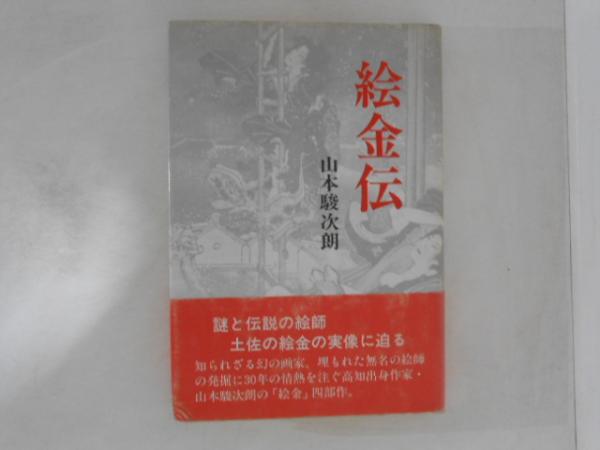 絵金伝
山本駿次朗
謎と伝説の絵師
土佐の絵金の実像に迫る
知られざる幻の画家、埋もれた無名の絵師
の発掘に30年の情熱を注ぐ高知出身作家・
山本駿次朗の「絵金」四部作。